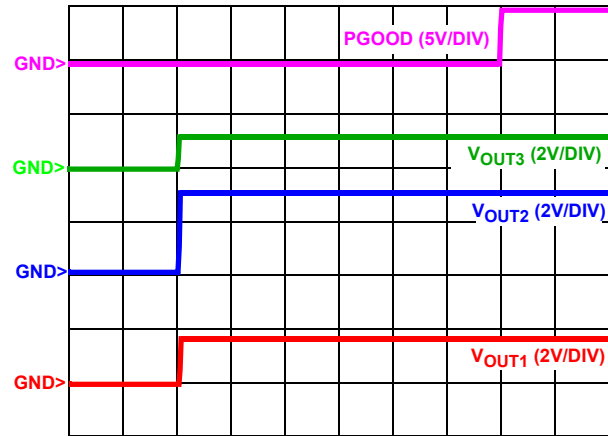 PGOOD (5V/DIV)
GND>
GND>
VOUT3 (2V/DIV)
VOUT2 (2V/DIV)
GND>
VOUT1 (2V/DIV)
GND>